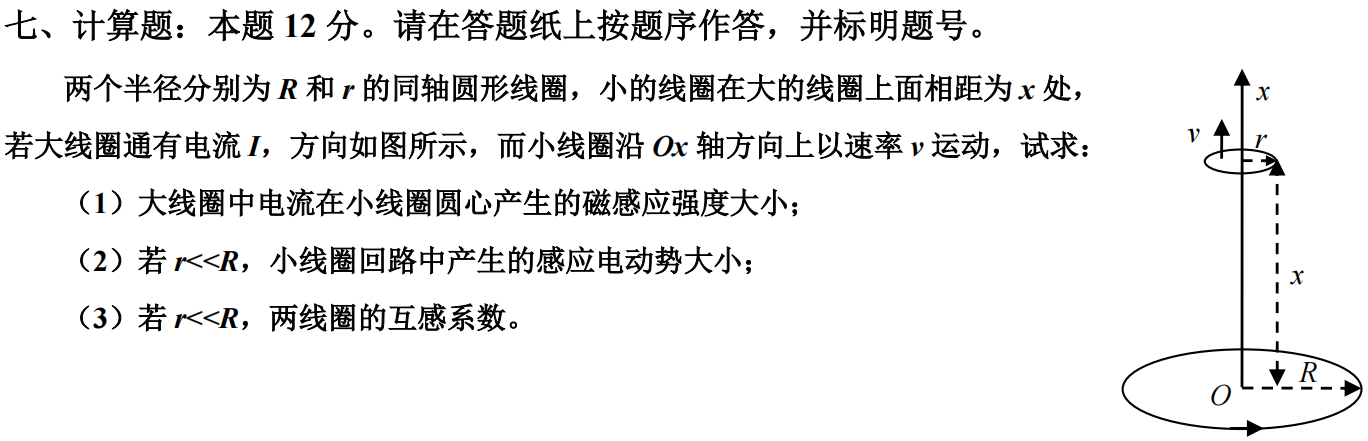 七、计算题：本题 12 分。请在答题纸上按题序作答，并标明题号。
两个半径分别为 R 和 r 的同轴圆形线圈，小的线圈在大的线圈上面相距为 x 处，
若大线圈通有电流 I，方向如图所示，而小线圈沿 Ox 轴方向上以速率 v 运动，试求：
（1）大线圈中电流在小线圈圆心产生的磁感应强度大小；
（2）若 r<<R，小线圈回路中产生的感应电动势大小；
（3）若 r<<R，两线圈的互感系数。
x
v
r
x
R
O